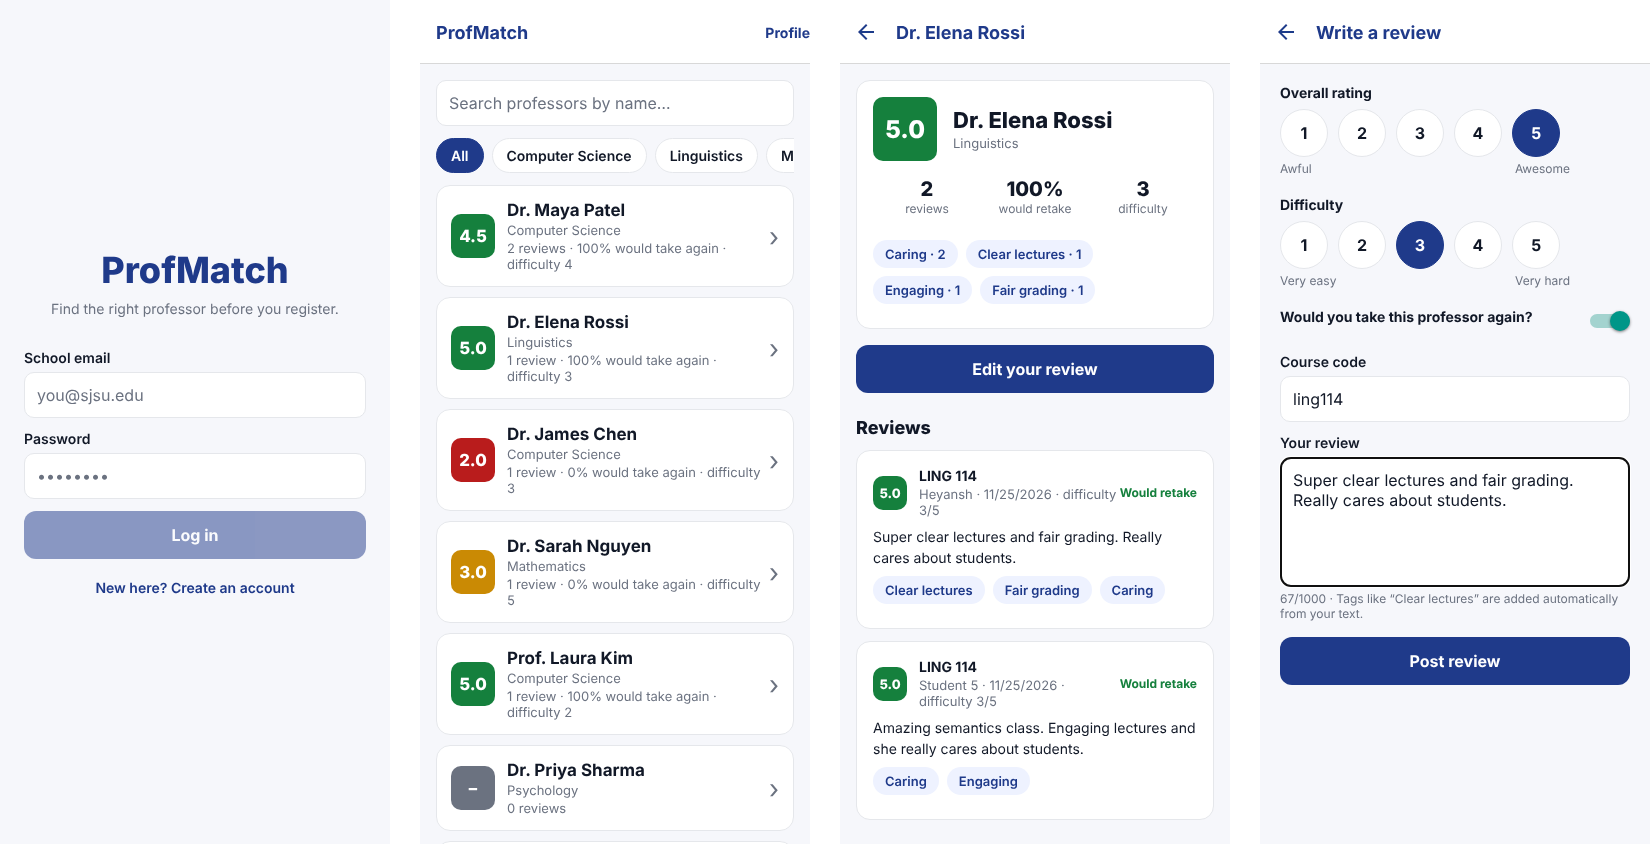 ProfMatch
Find the right professor before you register.
School email
you@sjsu.edu
Password
••••••••
Log in
New here? Create an account
ProfMatch
Profile
Search professors by name...
All
Computer Science
Linguistics
M
4.5
Dr. Maya Patel
Computer Science
2 reviews · 100% would take again ·
difficulty 4
5.0
Dr. Elena Rossi
Linguistics
1 review · 100% would take again ·
difficulty 3
2.0
Dr. James Chen
Computer Science
1 review · 0% would take again · difficulty
3
3.0
Dr. Sarah Nguyen
Mathematics
1 review · 0% would take again · difficulty
5
5.0
Prof. Laura Kim
Computer Science
1 review · 100% would take again ·
difficulty 2
–
Dr. Priya Sharma
Psychology
0 reviews
Dr. Elena Rossi
5.0
Dr. Elena Rossi
Linguistics
2
reviews
100%
would retake
3
difficulty
Caring · 2
Clear lectures · 1
Engaging · 1
Fair grading · 1
Edit your review
Reviews
5.0
LING 114
Heyansh · 11/25/2026 · difficulty
3/5
Would retake
Super clear lectures and fair grading. Really
cares about students.
Clear lectures
Fair grading
Caring
5.0
LING 114
Student 5 · 11/25/2026 ·
difficulty 3/5
Would retake
Amazing semantics class. Engaging lectures and
she really cares about students.
Caring
Engaging
Write a review
Overall rating
1 2 3 4 5
Awful Awesome
Difficulty
1 2 3 4 5
Very easy Very hard
Would you take this professor again?
Course code
ling114
Your review
Super clear lectures and fair grading.
Really cares about students.
67/1000 · Tags like “Clear lectures” are added automatically
from your text.
Post review